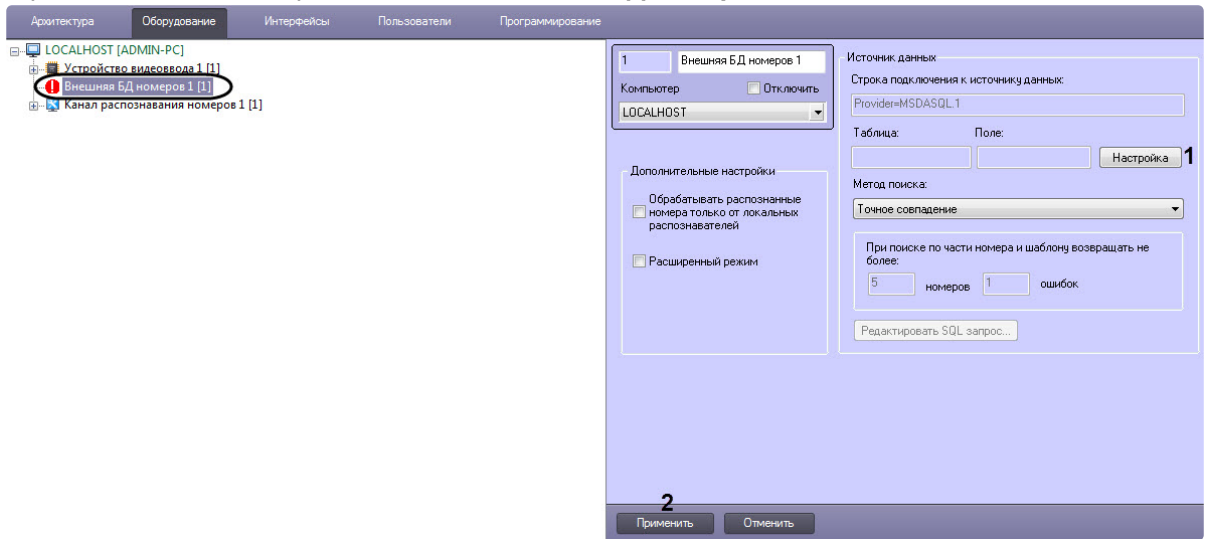 Архитектура Оборудование Интерфейсы Пользователи Программирование
LOCALHOST [ADMIN-PC]
Устройство видеоввода 1 [1]
Внешняя БД номеров 1 [1]
Канал распознавания номеров 1 [1]
1 Внешняя БД номеров 1
Компьютер Отключить
LOCALHOST
Дополнительные настройки
Обрабатывать распознанные
номера только от локальных
распознавателей
Расширенный режим
Источник данных
Строка подключения к источнику данных:
Provider=MSDASQL.1
Таблица: Поле:
Настройка 1
Метод поиска:
Точное совпадение
При поиске по части номера и шаблону возвращать не
более:
5 номеров 1 ошибок
Редактировать SQL запрос...
2
Применить Отменить